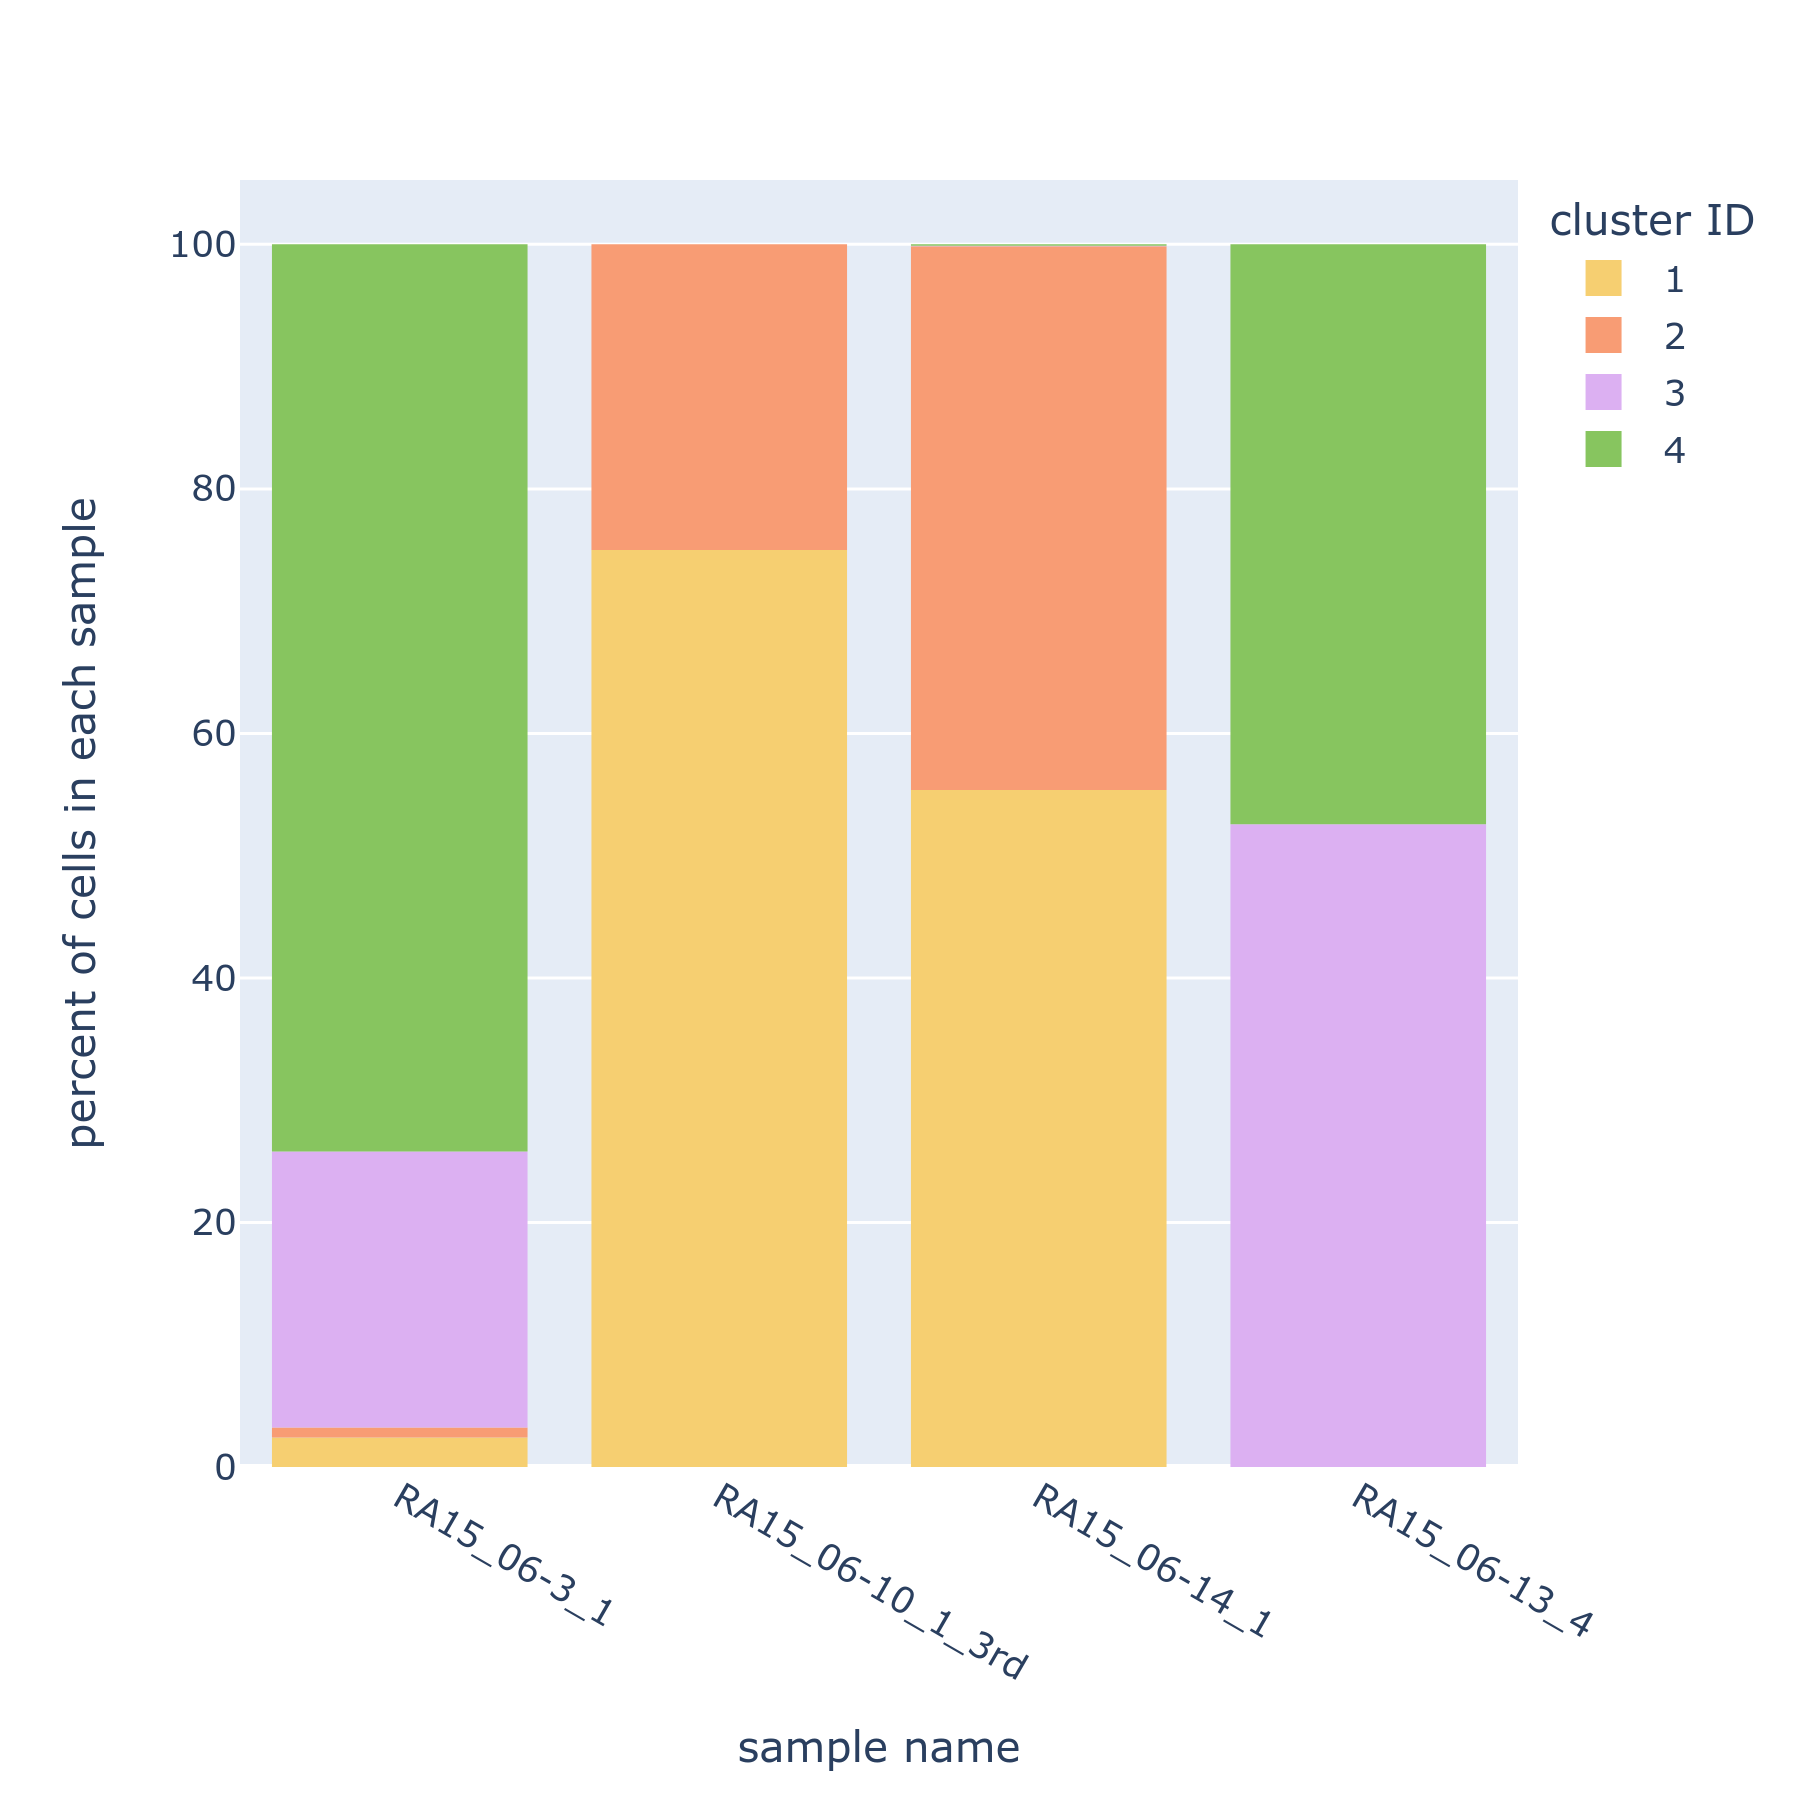 cluster ID
1
2
3
4
percent of cells in each sample
100
80
60
40
20
0
RA15_06-3_1
RA15_06-10_1_3rd
RA15_06-14_1
RA15_06-13_4
sample name